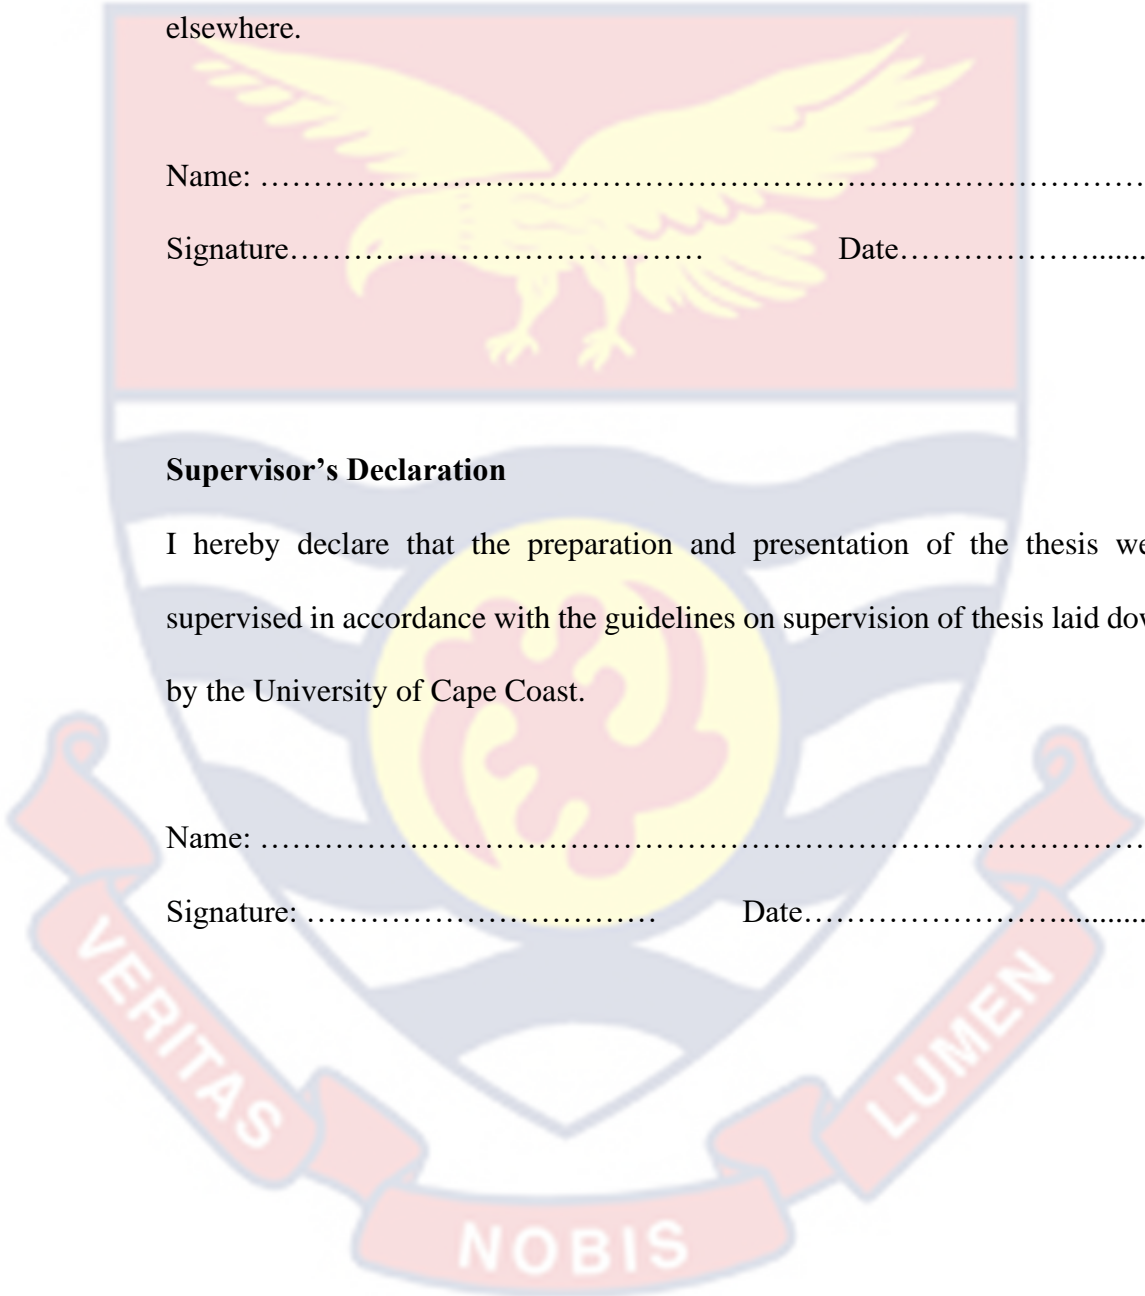 elsewhere.
Name: ……………………………………………………………………………
Signature………………………………… Date……………….......
Supervisor’s Declaration
I hereby declare that the preparation and presentation of the thesis we
supervised in accordance with the guidelines on supervision of thesis laid dow
by the University of Cape Coast.
Name: ……………………………………………………………………………
Signature: …………………………… Date……………………...........
VERITAS
NOBIS
LUMEN